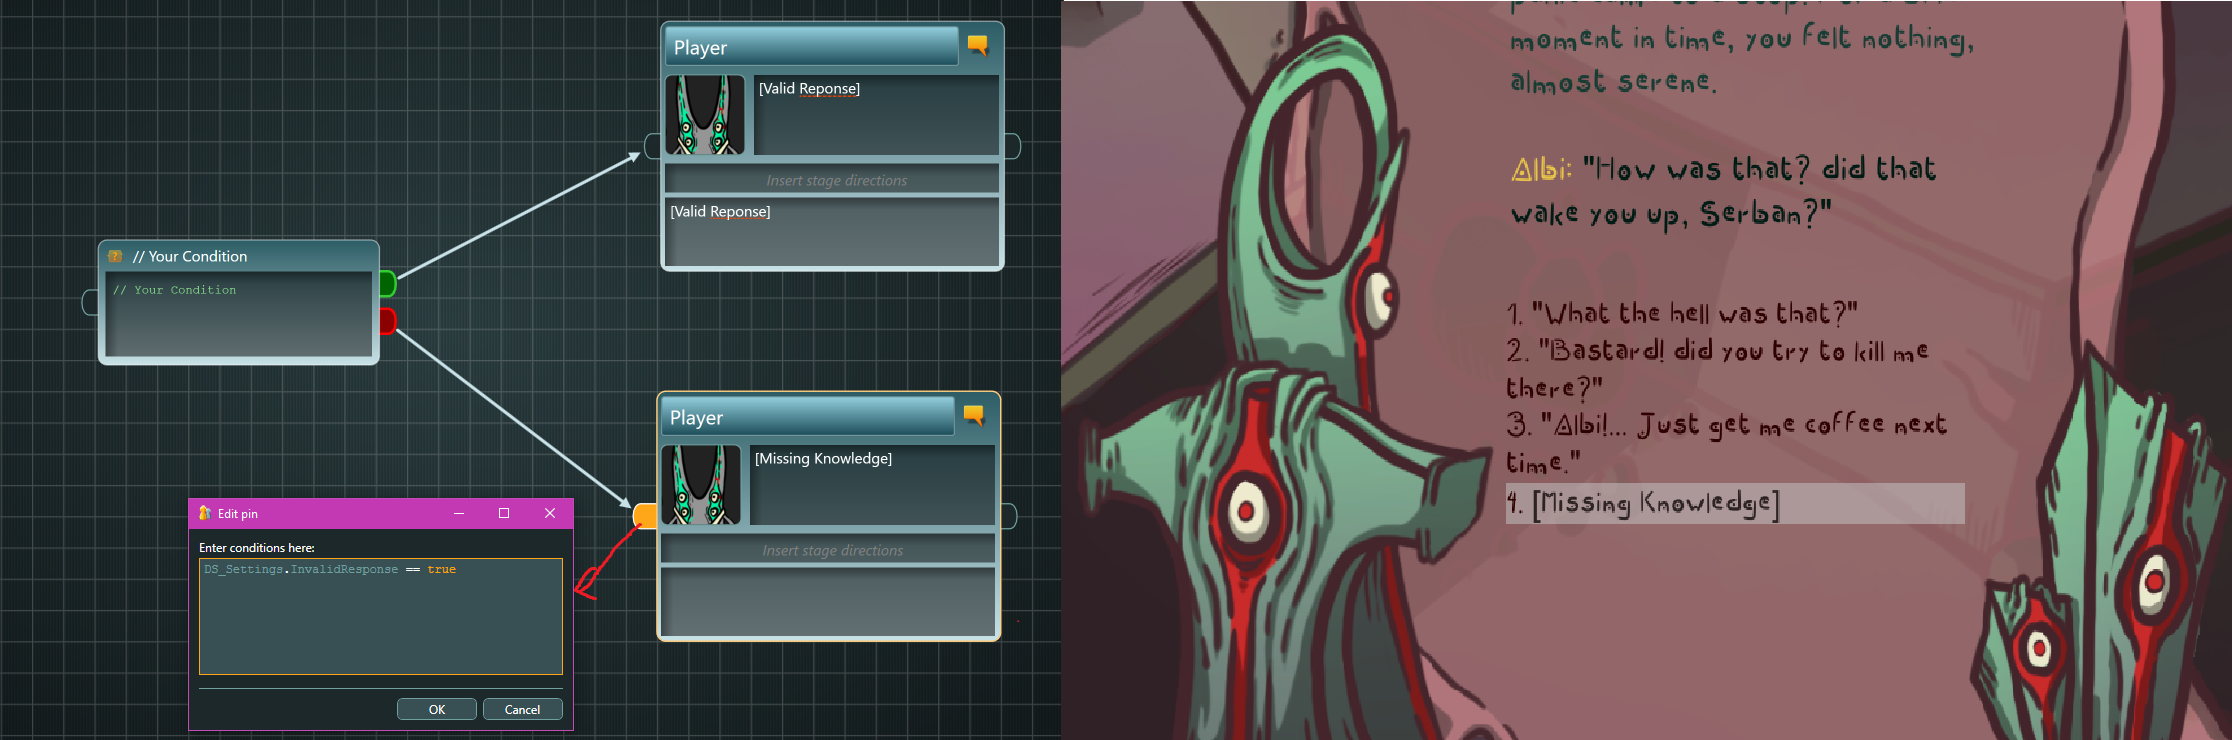 Player
[Valid Reponse]
Insert stage directions
[Valid Reponse]
// Your Condition
// Your Condition
Player
[Missing Knowledge]
Insert stage directions
Edit pin
Enter conditions here:
DS_Settings.InvalidResponse == true
OK
Cancel
moment in time, you felt nothing,
almost serene.
Albi: "How was that? did that
wake you up, Serban?"
1. "What the hell was that?"
2. "Bastard! did you try to kill me
there?"
3. "Albi!... Just get me coffee next
time."
4. [Missing Knowledge]